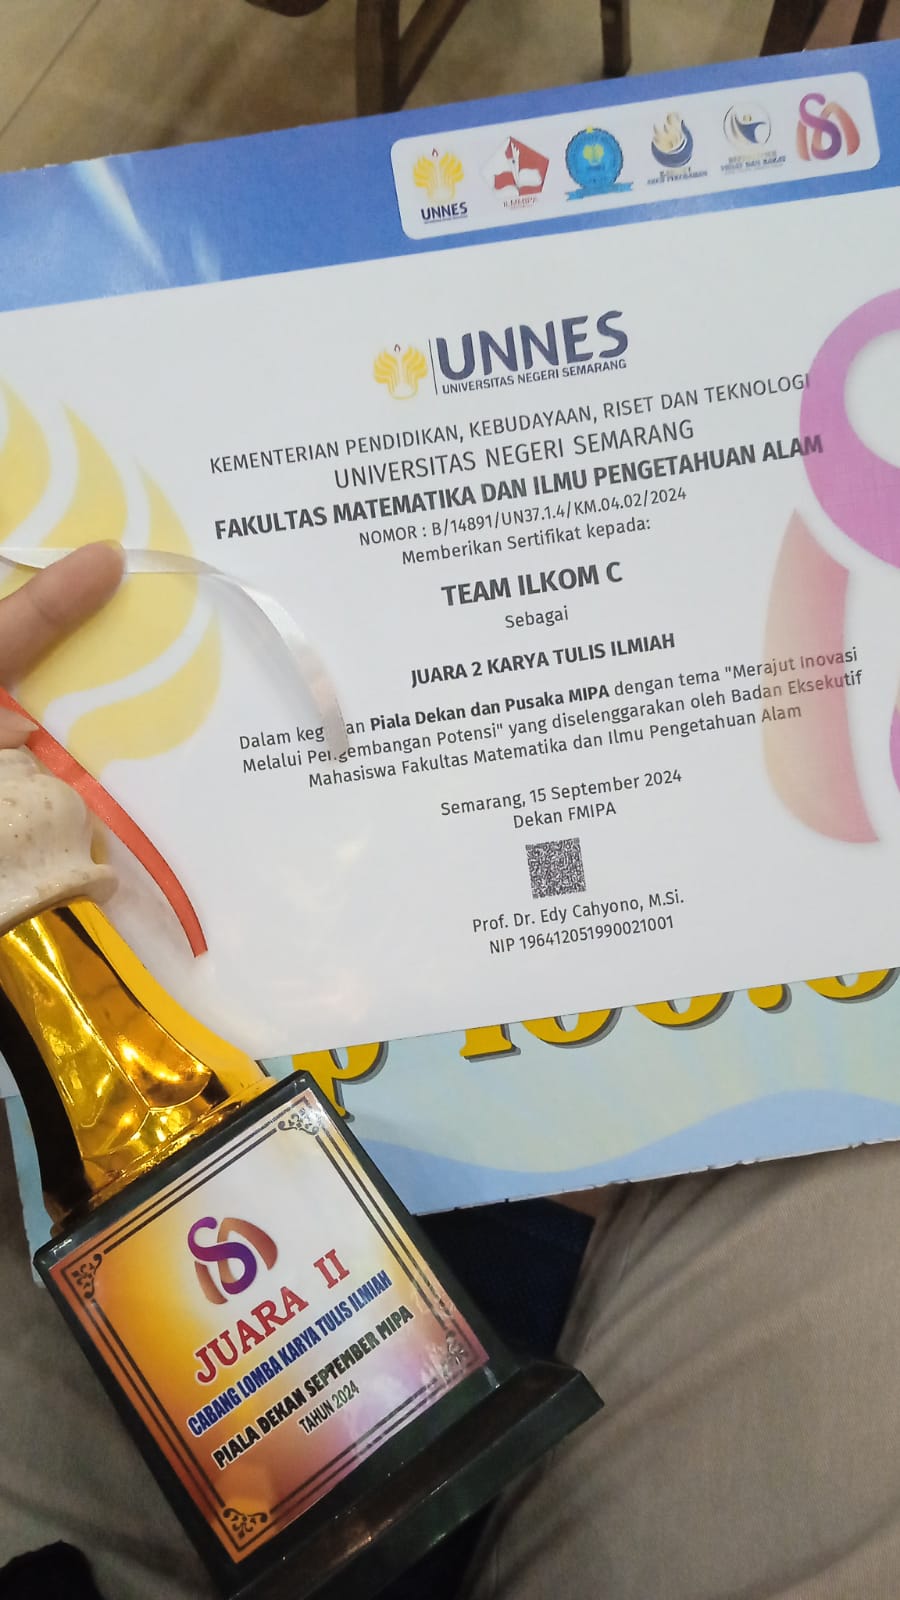 UNNES
UNNES
UNIVERSITAS NEGERI SEMARANG
KEMENTERIAN PENDIDIKAN, KEBUDAYAAN, RISET DAN TEKNOLOGI
UNIVERSITAS NEGERI SEMARANG
FAKULTAS MATEMATIKA DAN ILMU PENGETAHUAN ALAM
NOMOR : B/14891/UN37.1.4/KM.04.02/2024
Memberikan Sertifikat kepada:
TEAM ILKOM C
Sebagai
JUARA 2 KARYA TULIS ILMIAH
Dalam keg an Piala Dekan dan Pusaka MIPA dengan tema "Merajut Inovasi
Melalui Pengembangan Potensi" yang diselenggarakan oleh Badan Eksekutif
Mahasiswa Fakultas Matematika dan Ilmu Pengetahuan Alam
Semarang, 15 September 2024
Dekan FMIPA
Prof. Dr. Edy Cahyono, M.Si.
NIP 196412051990021001
JUARA II
CABANG LOMBA KARYA TULIS ILMIAH
PIALA DEKAN SEPTEMBER MIPA
TAHUN 2024